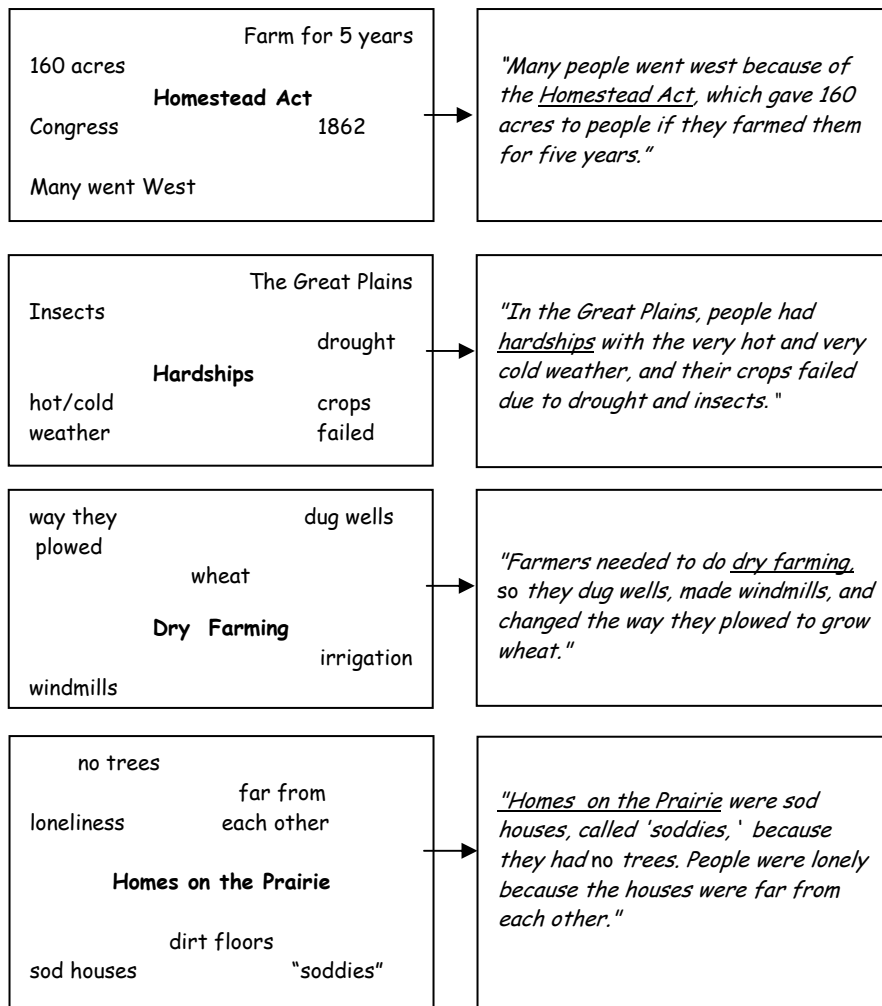 Farm for 5 years
160 acres
Homestead Act
Congress 1862
Many went West
"Many people went west because of
the Homestead Act, which gave 160
acres to people if they farmed them
for five years."
The Great Plains
Insects
drought
Hardships
hot/cold crops
weather failed
"In the Great Plains, people had
hardships with the very hot and very
cold weather, and their crops failed
due to drought and insects. "
way they dug wells
plowed
wheat
Dry Farming
irrigation
windmills
"Farmers needed to do dry farming,
so they dug wells, made windmills, and
changed the way they plowed to grow
wheat."
no trees
far from
loneliness each other
Homes on the Prairie
dirt floors
sod houses "soddies"
"Homes on the Prairie were sod
houses, called 'soddies, ' because
they had no trees. People were lonely
because the houses were far from
each other."